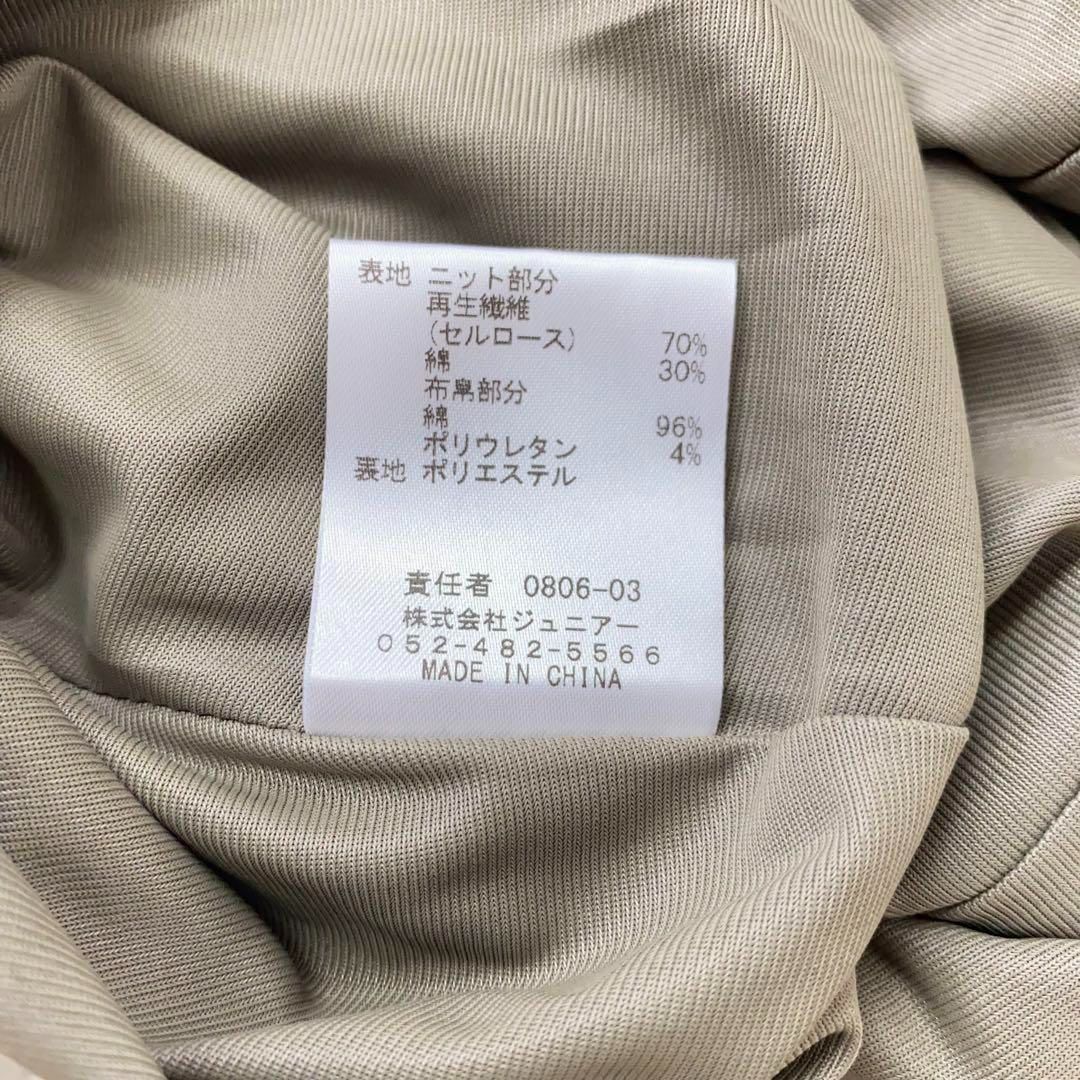 表地 ニット部分
再生繊維
(セルロース) 70%
綿 30%
布帛部分
綿 96%
ポリウレタン 4%
裏地 ポリエステル
責任者 0806-03
株式会社ジュニアー
052-482-5566
MADE IN CHINA